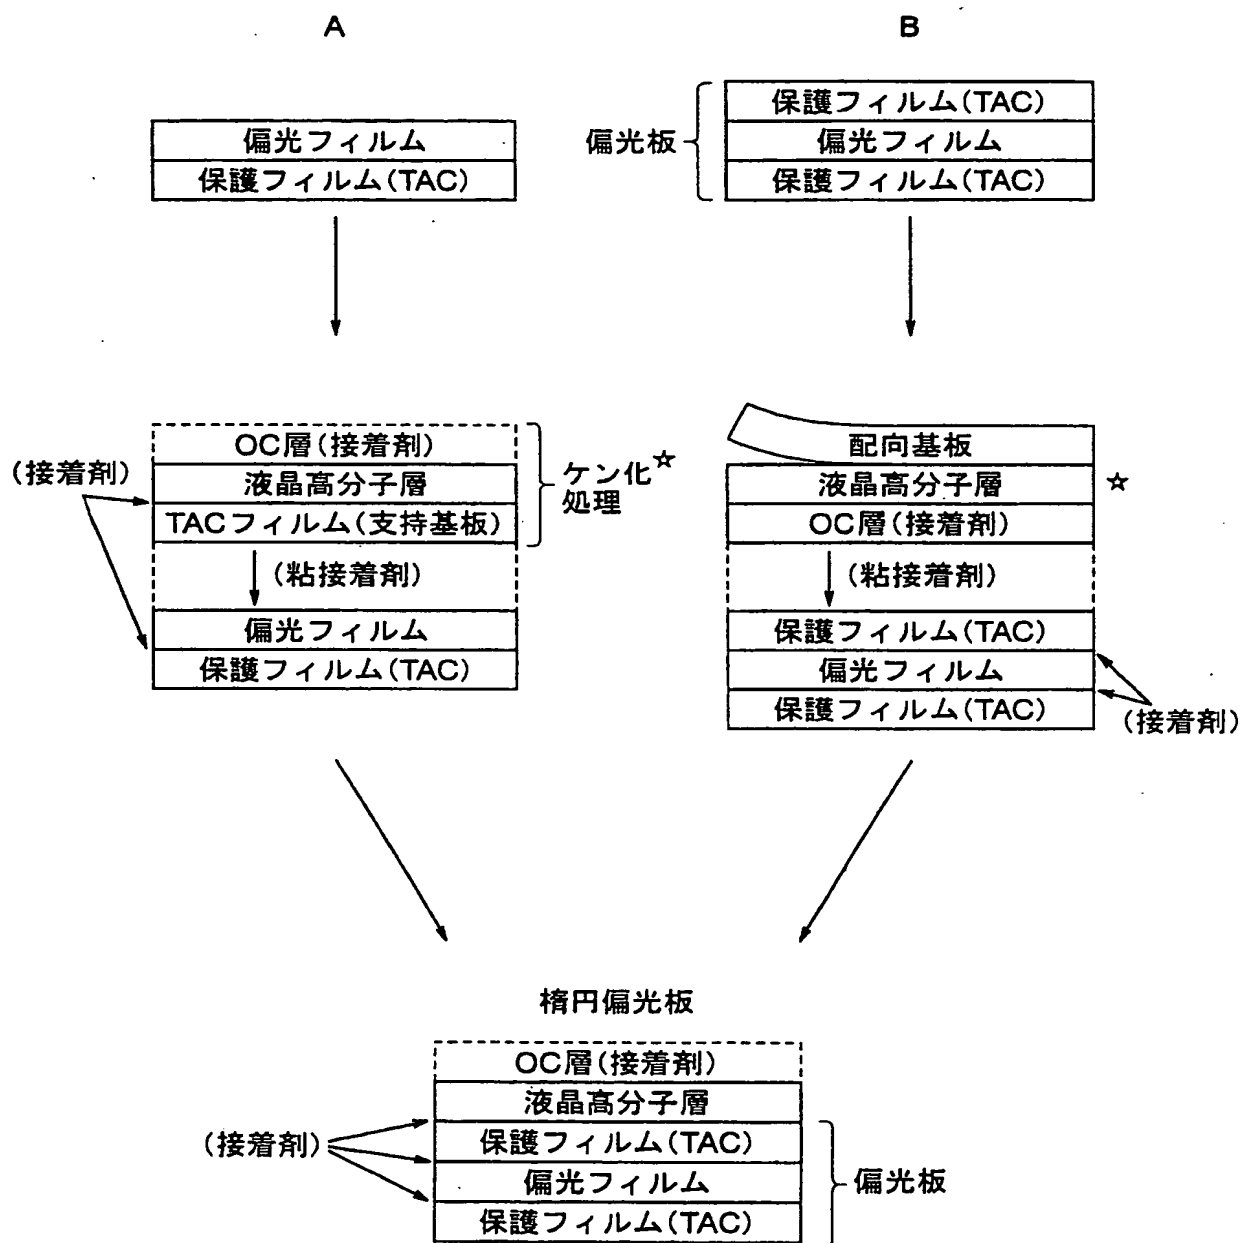 A
偏光フィルム
保護フィルム(TAC)
B
偏光板
保護フィルム(TAC)
偏光フィルム
保護フィルム(TAC)
(接着剤)
OC層(接着剤)
液晶高分子層
TACフィルム(支持基板)
ケン化☆
処理
(粘接着剤)
偏光フィルム
保護フィルム(TAC)
配向基板
液晶高分子層
☆
OC層(接着剤)
(粘接着剤)
保護フィルム(TAC)
偏光フィルム
保護フィルム(TAC)
(接着剤)
楕円偏光板
OC層(接着剤)
液晶高分子層
(接着剤)
保護フィルム(TAC)
偏光フィルム
保護フィルム(TAC)
偏光板